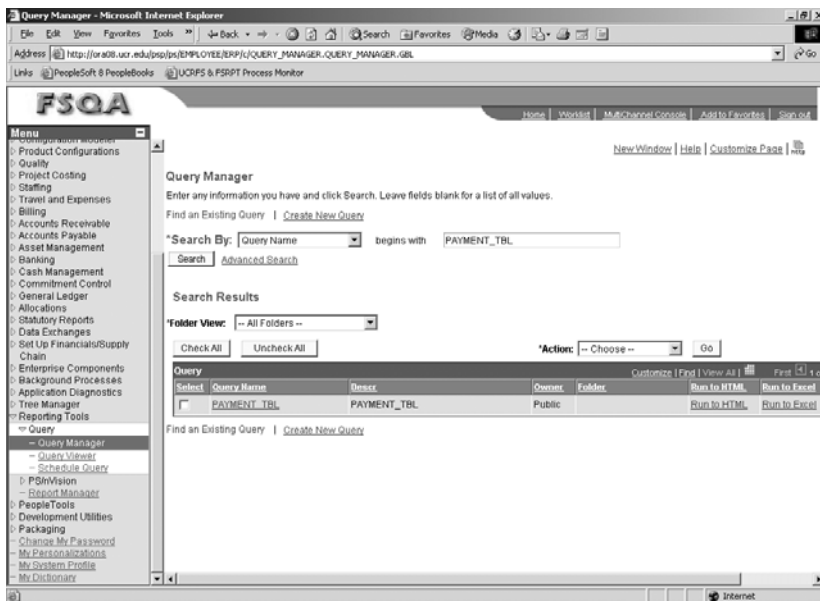 Query Manager - Microsoft Internet Explorer
File Edit View Favorites Tools » Back Search Favorites Media
Address http://ora08.ucr.edu/psp/ps/EMPLOYEE/ERP/c/QUERY_MANAGER.QUERY_MANAGER.GBL Go
Links PeopleSoft 8 PeopleBooks UCRFS & FSRPT Process Monitor
FSQA
Home Worklist MultiChannel Console Add to Favorites Sign out
Menu
Configuration Modeler
Product Configurations
Quality
Project Costing
Staffing
Travel and Expenses
Billing
Accounts Receivable
Accounts Payable
Asset Management
Banking
Cash Management
Commitment Control
General Ledger
Allocations
Statutory Reports
Data Exchanges
Set Up Financials/Supply
Chain
Enterprise Components
Background Processes
Application Diagnostics
Tree Manager
Reporting Tools
Query
– Query Manager
– Query Viewer
– Schedule Query
PS/nVision
– Report Manager
PeopleTools
Development Utilities
Packaging
– Change My Password
– My Personalizations
– My System Profile
– My Dictionary
New Window | Help | Customize Page |
Query Manager
Enter any information you have and click Search. Leave fields blank for a list of all values.
Find an Existing Query | Create New Query
*Search By: Query Name begins with PAYMENT_TBL
Search Advanced Search
Search Results
*Folder View: -- All Folders --
Check All Uncheck All *Action: -- Choose -- Go
Query Customize | Find | View All | First 1
Select Query Name Descr Owner Folder Run to HTML Run to Excel
PAYMENT_TBL PAYMENT_TBL Public Run to HTML Run to Excel
Find an Existing Query | Create New Query
Internet